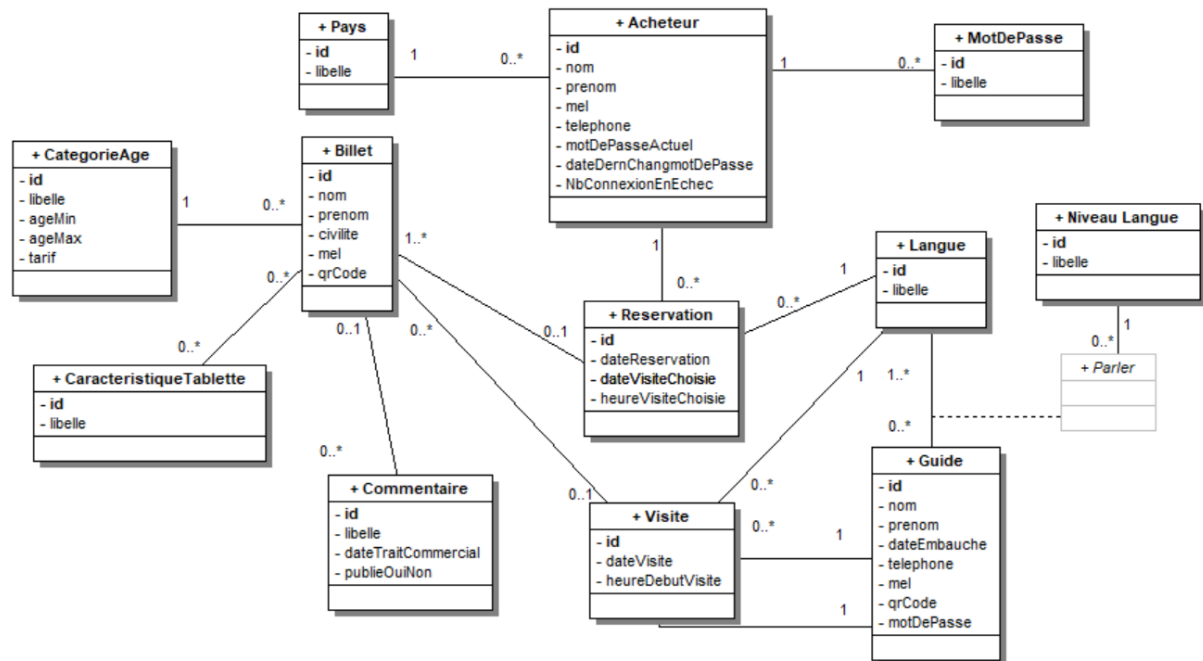 + Pays
- id
- libelle
1
0..*
+ Acheteur
- id
- nom
- prenom
- mel
- telephone
- motDePasseActuel
- dateDernChangmotDePasse
- NbConnexionEnEchec
1
0..*
+ MotDePasse
- id
- libelle
+ CategorieAge
- id
- libelle
- ageMin
- ageMax
- tarif
1
0..*
+ Billet
- id
- nom
- prenom
- civilite
- mel
- qrCode
1..*
0..*
0..1
0..*
1
0..*
0..1
+ Reservation
- id
- dateReservation
- dateVisiteChoisie
- heureVisiteChoisie
0..*
1
+ Langue
- id
- libelle
1
1..*
0..*
+ Niveau Langue
- id
- libelle
1
0..*
+ Parler
0..*
+ CaracteristiqueTablette
- id
- libelle
0..*
+ Commentaire
- id
- libelle
- dateTraitCommercial
- publieOuiNon
0..1
0..*
+ Visite
- id
- dateVisite
- heureDebutVisite
0..*
1
1
+ Guide
- id
- nom
- prenom
- dateEmbauche
- telephone
- mel
- qrCode
- motDePasse